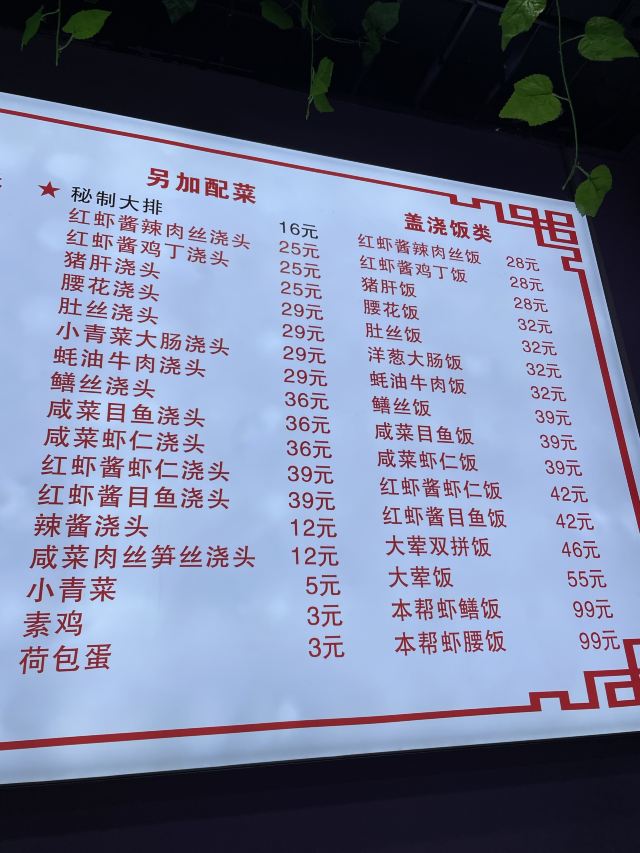 另加配菜
★ 秘制大排 16元
红虾酱辣肉丝浇头 25元
红虾酱鸡丁浇头 25元
猪肝浇头 25元
腰花浇头 29元
肚丝浇头 29元
小青菜大肠浇头 29元
蚝油牛肉浇头 29元
鳝丝浇头 36元
咸菜目鱼浇头 36元
咸菜虾仁浇头 36元
红虾酱虾仁浇头 39元
红虾酱目鱼浇头 39元
辣酱浇头 12元
咸菜肉丝笋丝浇头 12元
小青菜 5元
素鸡 3元
荷包蛋 3元
盖浇饭类
红虾酱辣肉丝饭 28元
红虾酱鸡丁饭 28元
猪肝饭 28元
腰花饭 32元
肚丝饭 32元
洋葱大肠饭 32元
蚝油牛肉饭 32元
鳝丝饭 39元
咸菜目鱼饭 39元
咸菜虾仁饭 39元
红虾酱虾仁饭 42元
红虾酱目鱼饭 42元
大荤双拼饭 46元
大荤饭 55元
本帮虾鳝饭 99元
本帮虾腰饭 99元